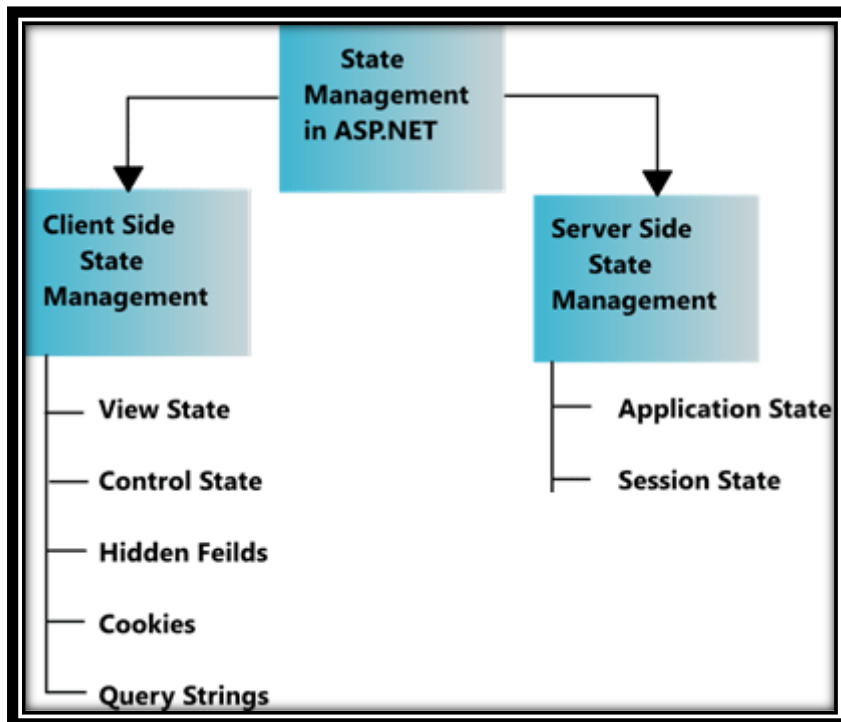 State
Management
in ASP.NET
Client Side
State
Management
Server Side
State
Management
View State
Control State
Hidden Feilds
Cookies
Query Strings
Application State
Session State